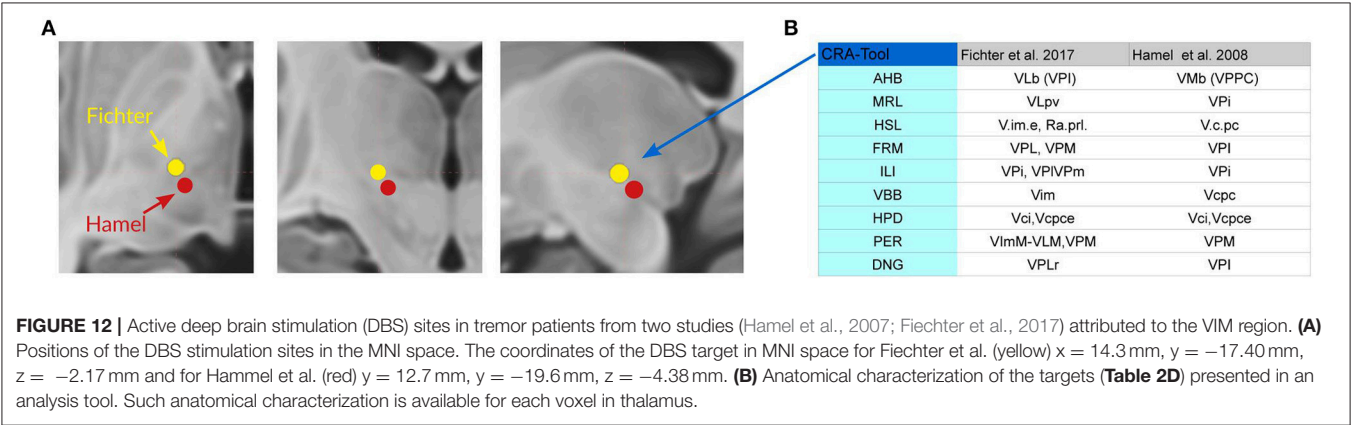 A
B
Fichter
Hamel
CRA-Tool Fichter et al. 2017 Hamel et al. 2008
AHB VLb (VPI) VMb (VPPC)
MRL VLpv VPi
HSL V.im.e, Ra.prl. V.c.pc
FRM VPL, VPM VPI
ILI VPi, VPIVPm VPi
VBB Vim Vcpc
HPD Vci,Vcpce Vci,Vcpce
PER VImM-VLM,VPM VPM
DNG VPLr VPI
FIGURE 12 | Active deep brain stimulation (DBS) sites in tremor patients from two studies (Hamel et al., 2007; Fiechter et al., 2017) attributed to the VIM region. (A)
Positions of the DBS stimulation sites in the MNI space. The coordinates of the DBS target in MNI space for Fiechter et al. (yellow) x = 14.3 mm, y = −17.40 mm,
z = −2.17 mm and for Hammel et al. (red) y = 12.7 mm, y = −19.6 mm, z = −4.38 mm. (B) Anatomical characterization of the targets (Table 2D) presented in an
analysis tool. Such anatomical characterization is available for each voxel in thalamus.